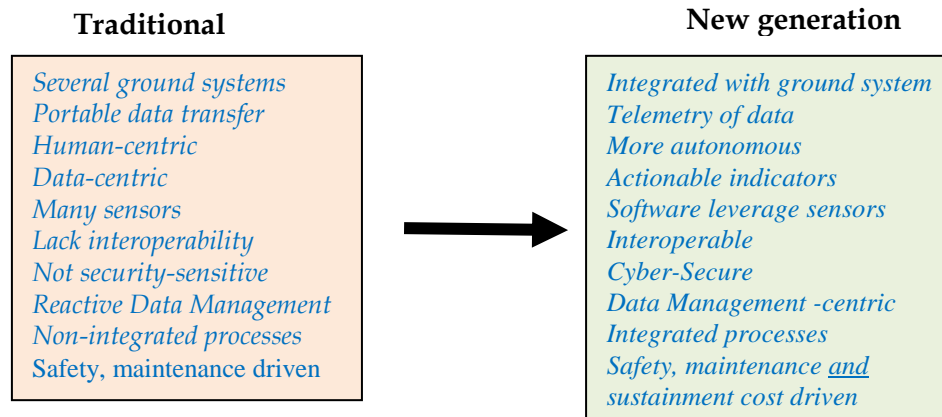 Traditional
Several ground systems
Portable data transfer
Human-centric
Data-centric
Many sensors
Lack interoperability
Not security-sensitive
Reactive Data Management
Non-integrated processes
Safety, maintenance driven
New generation
Integrated with ground system
Telemetry of data
More autonomous
Actionable indicators
Software leverage sensors
Interoperable
Cyber-Secure
Data Management -centric
Integrated processes
Safety, maintenance and
sustainment cost driven